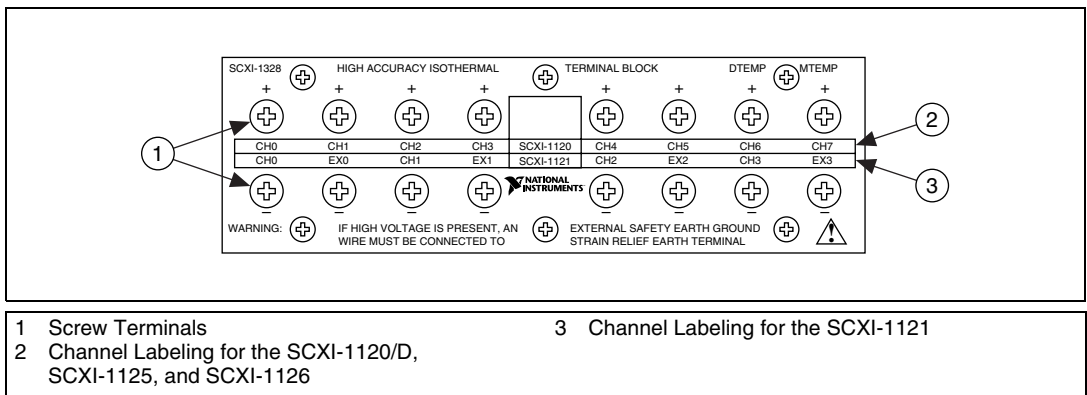 SCXI-1328 HIGH ACCURACY ISOTHERMAL TERMINAL BLOCK DTEMP MTEMP
+ + + + + + + +
CH0 CH1 CH2 CH3 SCXI-1120 CH4 CH5 CH6 CH7
CH0 EX0 CH1 EX1 SCXI-1121 CH2 EX2 CH3 EX3
1
2
3
NATIONAL
INSTRUMENTS
– – – – – – – –
WARNING: IF HIGH VOLTAGE IS PRESENT, AN EXTERNAL SAFETY EARTH GROUND
WIRE MUST BE CONNECTED TO STRAIN RELIEF EARTH TERMINAL
!
1 Screw Terminals
2 Channel Labeling for the SCXI-1120/D,
SCXI-1125, and SCXI-1126
3 Channel Labeling for the SCXI-1121